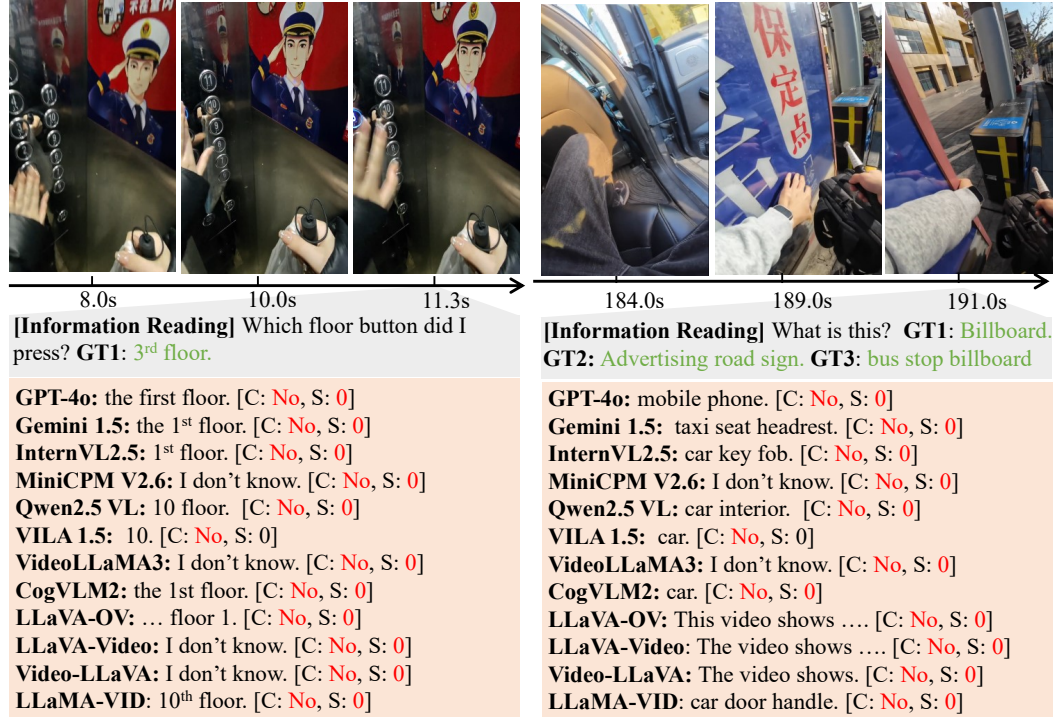 8.0s
10.0s
11.3s
[Information Reading] Which floor button did I
press? GT1: 3rd floor.
GPT-4o: the first floor. [C: No, S: 0]
Gemini 1.5: the 1st floor. [C: No, S: 0]
InternVL2.5: 1st floor. [C: No, S: 0]
MiniCPM V2.6: I don’t know. [C: No, S: 0]
Qwen2.5 VL: 10 floor. [C: No, S: 0]
VILA 1.5: 10. [C: No, S: 0]
VideoLLaMA3: I don’t know. [C: No, S: 0]
CogVLM2: the 1st floor. [C: No, S: 0]
LLaVA-OV: … floor 1. [C: No, S: 0]
LLaVA-Video: I don’t know. [C: No, S: 0]
Video-LLaVA: I don’t know. [C: No, S: 0]
LLaMA-VID: 10th floor. [C: No, S: 0]
保定点
184.0s
189.0s
191.0s
[Information Reading] What is this? GT1: Billboard.
GT2: Advertising road sign. GT3: bus stop billboard
GPT-4o: mobile phone. [C: No, S: 0]
Gemini 1.5: taxi seat headrest. [C: No, S: 0]
InternVL2.5: car key fob. [C: No, S: 0]
MiniCPM V2.6: I don’t know. [C: No, S: 0]
Qwen2.5 VL: car interior. [C: No, S: 0]
VILA 1.5: car. [C: No, S: 0]
VideoLLaMA3: I don’t know. [C: No, S: 0]
CogVLM2: car. [C: No, S: 0]
LLaVA-OV: This video shows …. [C: No, S: 0]
LLaVA-Video: The video shows …. [C: No, S: 0]
Video-LLaVA: The video shows. [C: No, S: 0]
LLaMA-VID: car door handle. [C: No, S: 0]